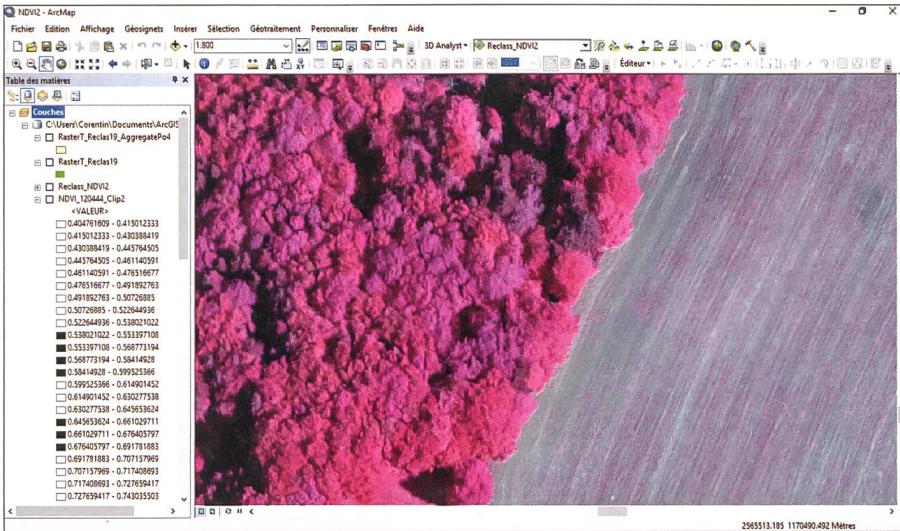 NDVI2 - ArcMap
Fichier Edition Affichage Géosignets Insérer Sélection Géotraitement Personnaliser Fenêtres Aide
1:800 3D Analyst Reclass_NDVI2
Éditeur
Table des matières
Couches
C:\Users\Corentin\Documents\ArcGIS
RasterT_Reclas19_AggregatePo4
RasterT_Reclas19
Reclass_NDVI2
NDVI_120444_Clip2
<VALEUR>
0.404761609 - 0.415012333
0.415012333 - 0.430388419
0.430388419 - 0.445764505
0.445764505 - 0.461140591
0.461140591 - 0.476516677
0.476516677 - 0.491892763
0.491892763 - 0.50726885
0.50726885 - 0.522644936
0.522644936 - 0.538021022
0.538021022 - 0.553397108
0.553397108 - 0.568773194
0.568773194 - 0.58414928
0.58414928 - 0.599525366
0.599525366 - 0.614901452
0.614901452 - 0.630277538
0.630277538 - 0.645653624
0.645653624 - 0.661029711
0.661029711 - 0.676405797
0.676405797 - 0.691781883
0.691781883 - 0.707157969
0.707157969 - 0.717408693
0.717408693 - 0.727659417
0.727659417 - 0.743035503
2565513.185 1170490.492 Mètres